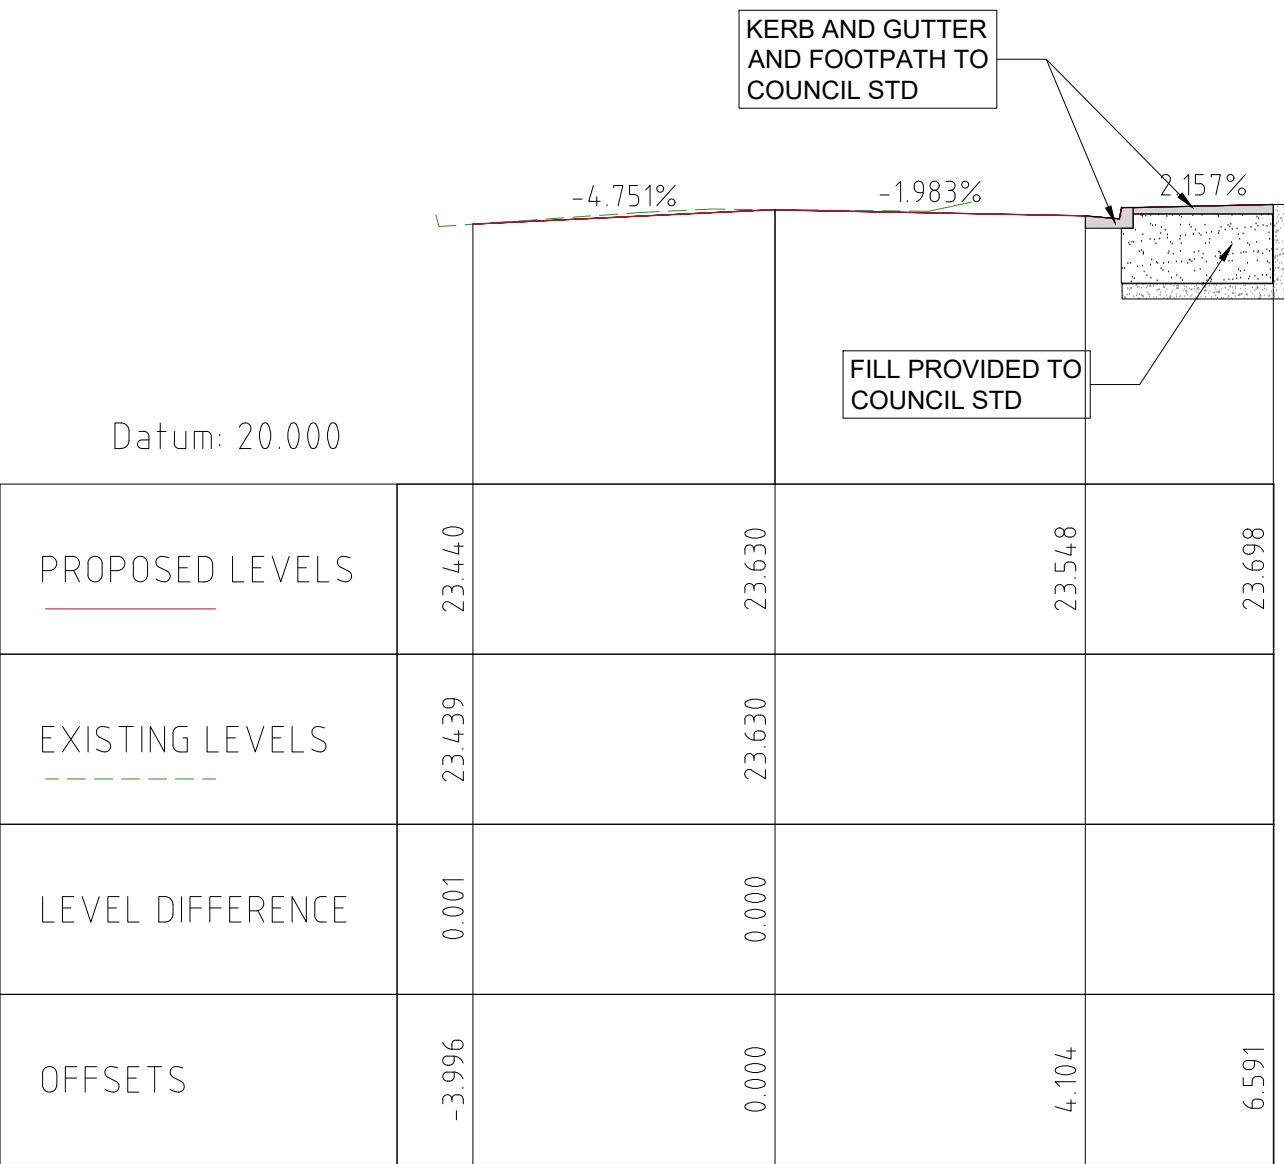 KERB AND GUTTER
AND FOOTPATH TO
COUNCIL STD
-4.751%
-1.983%
2.157%
FILL PROVIDED TO
COUNCIL STD
Datum: 20.000
PROPOSED LEVELS
23.440
23.630
23.548
23.698
EXISTING LEVELS
23.439
23.630
LEVEL DIFFERENCE
0.001
0.000
OFFSETS
-3.996
0.000
4.104
6.591